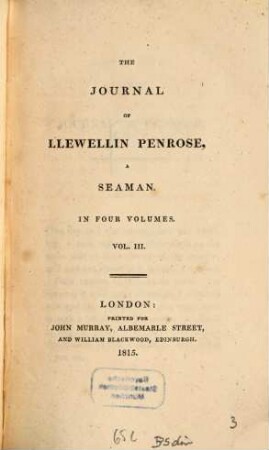 THE
JOURNAL
OF
LLEWELLIN PENROSE,
A
SEAMAN.
IN FOUR VOLUMES.
VOL. III.
LONDON:
PRINTED FOR
JOHN MURRAY, ALBEMARLE STREET,
AND WILLIAM BLACKWOOD, EDINBURGH.
1815.
3